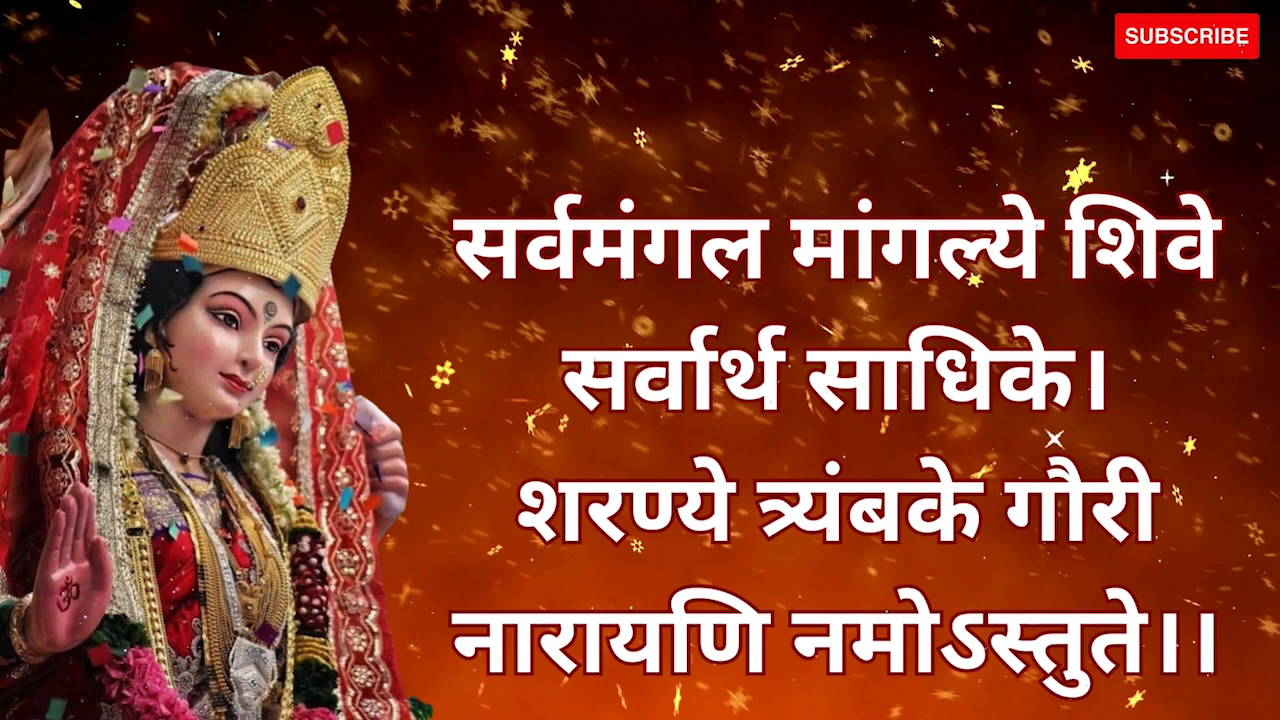 SUBSCRIBE
सर्वमंगल मांगल्ये शिवे
सर्वार्थ साधिके।
शरण्ये त्र्यंबके गौरी
नारायणि नमोऽस्तुते।।
ॐ